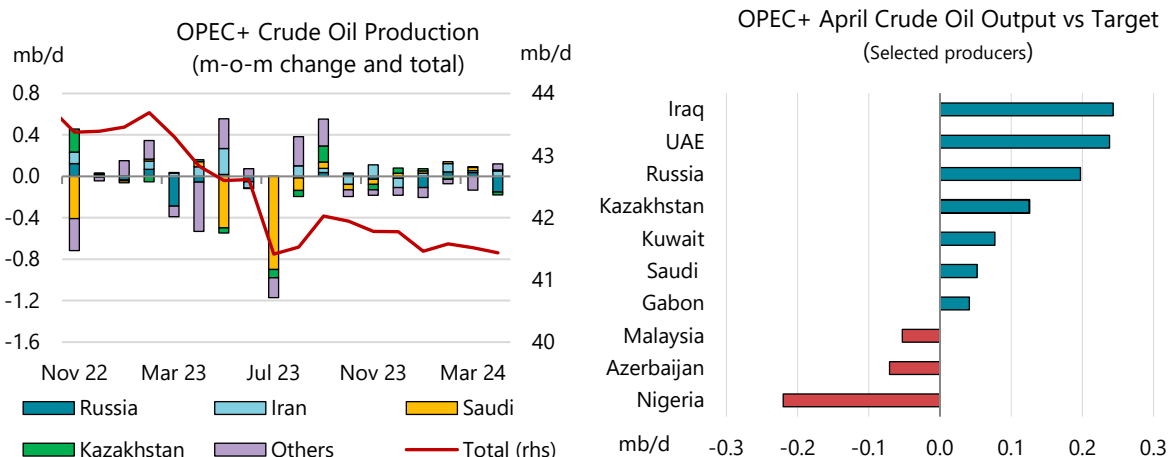 OPEC+ Crude Oil Production
(m-o-m change and total)
mb/d
mb/d
0.8
0.4
0.0
-0.4
-0.8
-1.2
-1.6
44
43
42
41
40
Nov 22
Mar 23
Jul 23
Nov 23
Mar 24
Russia
Iran
Saudi
Kazakhstan
Others
Total (rhs)
OPEC+ April Crude Oil Output vs Target
(Selected producers)
Iraq
UAE
Russia
Kazakhstan
Kuwait
Saudi
Gabon
Malaysia
Azerbaijan
Nigeria
mb/d
-0.3
-0.2
-0.1
0.0
0.1
0.2
0.3